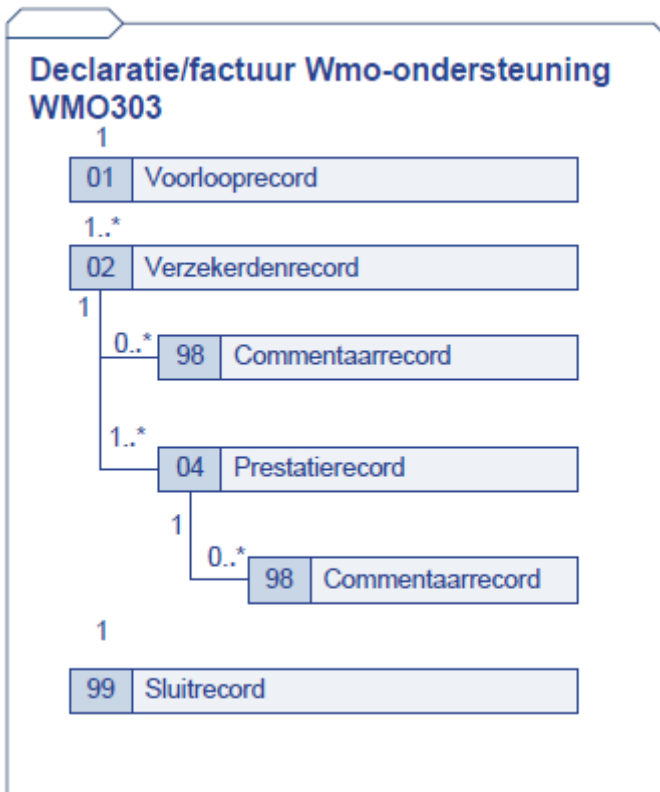 Declaratie/factuur Wmo-ondersteuning
WMO303
1
01 Voorlooprecord
1..*
02 Verzekerdenrecord
1
0..*
98 Commentaarrecord
1..*
04 Prestatierecord
1
0..*
98 Commentaarrecord
1
99 Sluitrecord